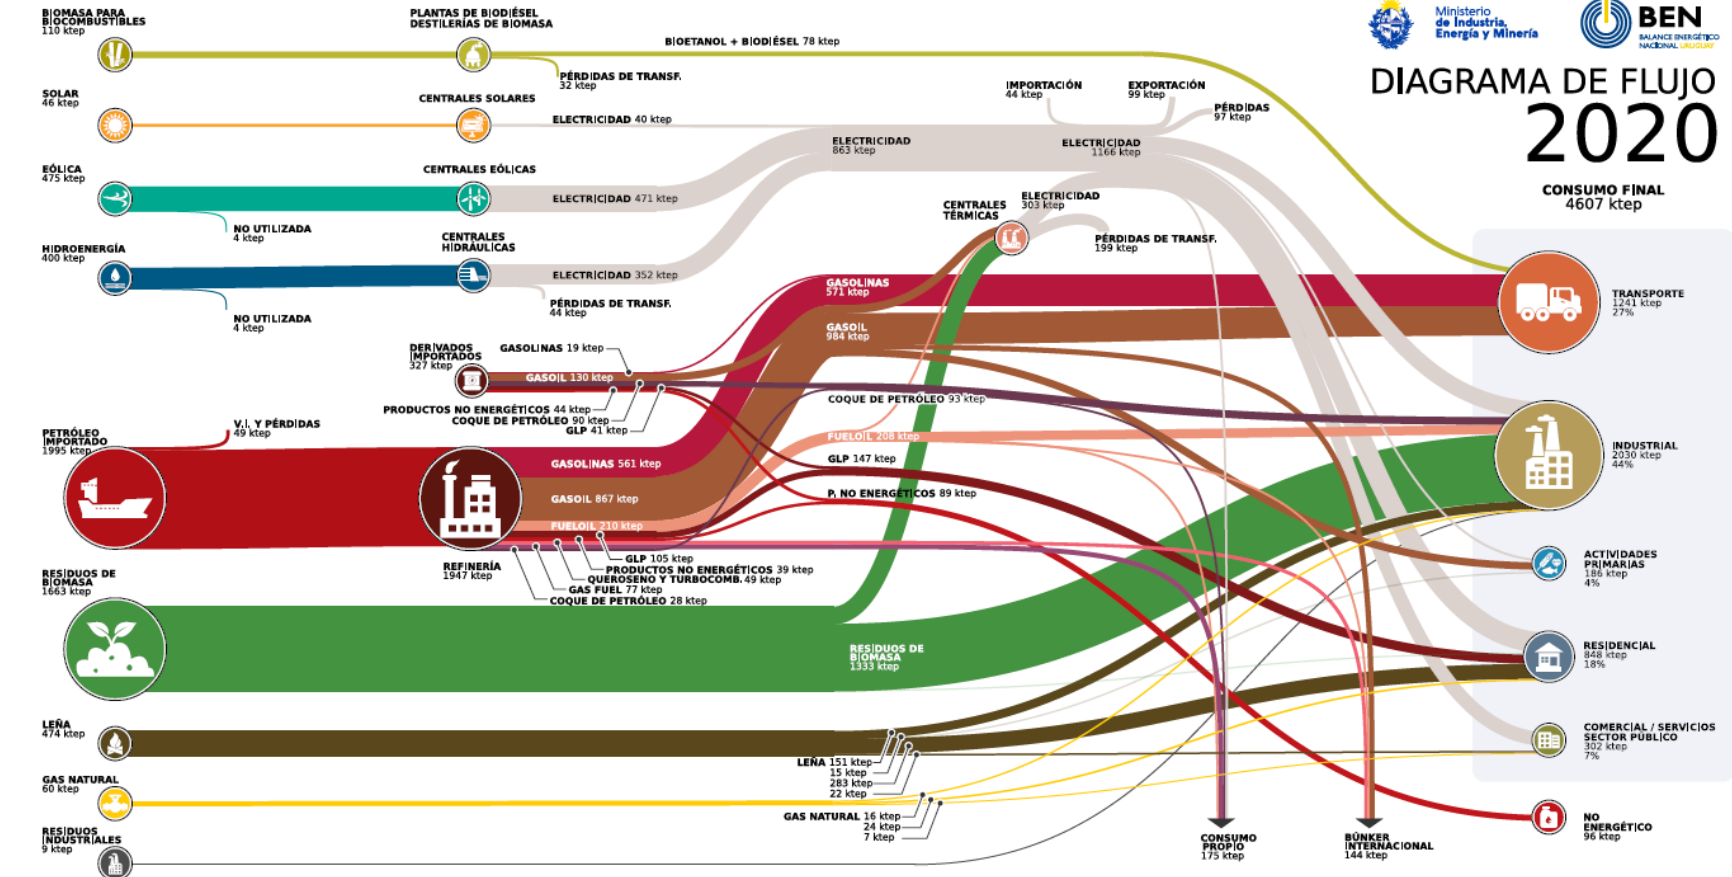 BIOMASA PARA
BIOCOMBUSTIBLES
110 ktep
PLANTAS DE BIODIÉSEL
DESTILERÍAS DE BIOMASA
BIOETANOL + BIODIÉSEL 78 ktep
PÉRDIDAS DE TRANSF.
32 ktep
Ministerio
de Industria,
Energía y Minería
BEN
BALANCE ENERGÉTICO
NACIONAL URUGUAY
DIAGRAMA DE FLUJO
2020
SOLAR
46 ktep
CENTRALES SOLARES
ELECTRICIDAD 40 ktep
IMPORTACIÓN
44 ktep
EXPORTACIÓN
99 ktep
PÉRDIDAS
97 ktep
ELECTRICIDAD
863 ktep
ELECTRICIDAD
1166 ktep
EÓLICA
475 ktep
CENTRALES EÓLICAS
ELECTRICIDAD 471 ktep
NO UTILIZADA
4 ktep
CENTRALES
TÉRMICAS
ELECTRICIDAD
303 ktep
PÉRDIDAS DE TRANSF.
199 ktep
CONSUMO FINAL
4607 ktep
HIDROENERGÍA
400 ktep
CENTRALES
HIDRÁULICAS
ELECTRICIDAD 352 ktep
PÉRDIDAS DE TRANSF.
44 ktep
NO UTILIZADA
4 ktep
GASOLINAS
571 ktep
GASOIL
984 ktep
TRANSPORTE
1241 ktep
27%
DERIVADOS
IMPORTADOS
327 ktep
GASOLINAS 19 ktep
GASOIL 130 ktep
PRODUCTOS NO ENERGÉTICOS 44 ktep
COQUE DE PETRÓLEO 90 ktep
GLP 41 ktep
COQUE DE PETRÓLEO 93 ktep
FUELOIL 208 ktep
GLP 147 ktep
P. NO ENERGÉTICOS 89 ktep
PETRÓLEO
IMPORTADO
1995 ktep
V.I. Y PÉRDIDAS
49 ktep
GASOLINAS 561 ktep
GASOIL 867 ktep
FUELOIL 210 ktep
GLP 105 ktep
PRODUCTOS NO ENERGÉTICOS 39 ktep
QUEROSENO Y TURBOCOMB. 49 ktep
GAS FUEL 77 ktep
COQUE DE PETRÓLEO 28 ktep
REFINERÍA
1947 ktep
INDUSTRIAL
2030 ktep
44%
ACTIVIDADES
PRIMARIAS
186 ktep
4%
RESIDUOS DE
BIOMASA
1663 ktep
RESIDUOS DE
BIOMASA
1333 ktep
RESIDENCIAL
848 ktep
18%
LEÑA
474 ktep
LEÑA 151 ktep
15 ktep
283 ktep
22 ktep
COMERCIAL / SERVICIOS
SECTOR PÚBLICO
302 ktep
7%
GAS NATURAL
60 ktep
GAS NATURAL 16 ktep
24 ktep
7 ktep
RESIDUOS
INDUSTRIALES
9 ktep
CONSUMO
PROPIO
175 ktep
BÚNKER
INTERNACIONAL
144 ktep
NO
ENERGÉTICO
96 ktep